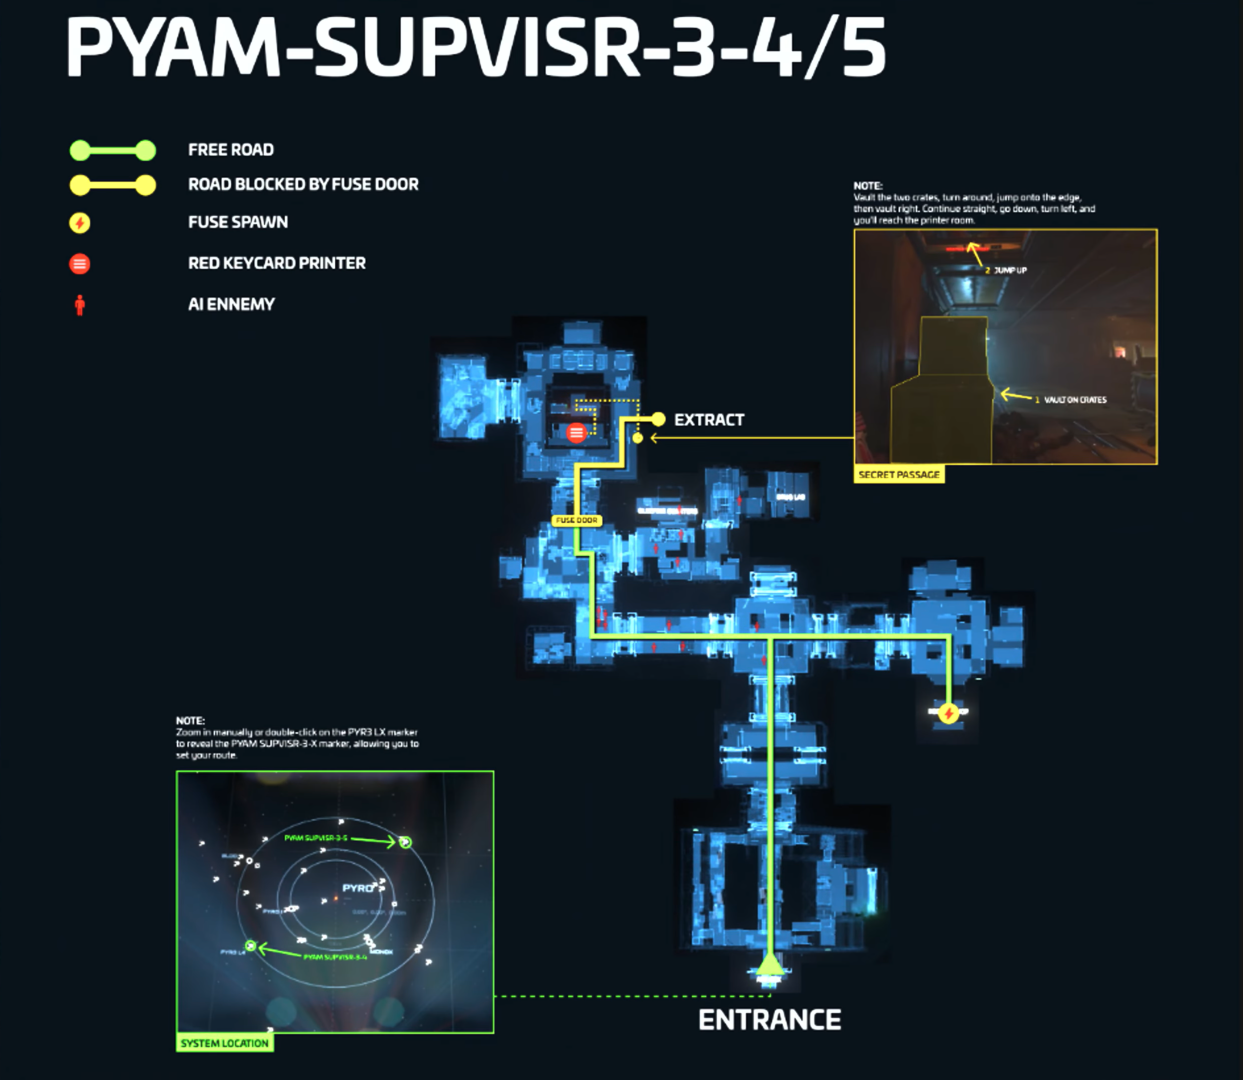 PYAM-SUPVISR-3-4/5
FREE ROAD
ROAD BLOCKED BY FUSE DOOR
FUSE SPAWN
RED KEYCARD PRINTER
AI ENNEMY
NOTE:
Vault the two crates, turn around, jump onto the edge,
then vault right. Continue straight, go down, turn left, and
you'll reach the printer room.
2 JUMP UP
1 VAULT ON CRATES
SECRET PASSAGE
EXTRACT
DRUG LAB
FUSE DOOR
NOTE:
Zoom in manually or double-click on the PYR3 LX marker
to reveal the PYAM SUPVISR-3-X marker, allowing you to
set your route.
PYAM SUPVISR-3-5
PYRO
PYAM SUPVISR-3-4
MONOX
SYSTEM LOCATION
ENTRANCE